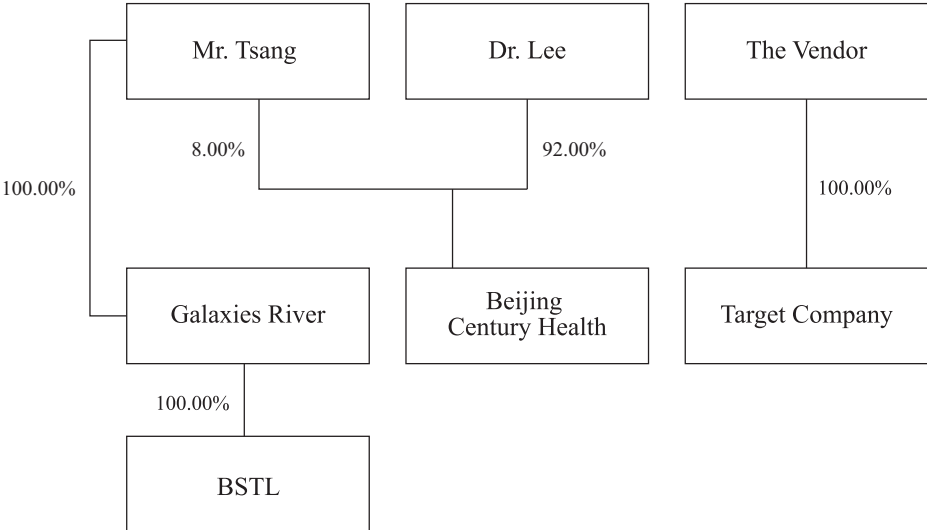 Mr. Tsang
Dr. Lee
The Vendor
8.00%
92.00%
100.00%
100.00%
Galaxies River
Beijing
Century Health
Target Company
100.00%
BSTL